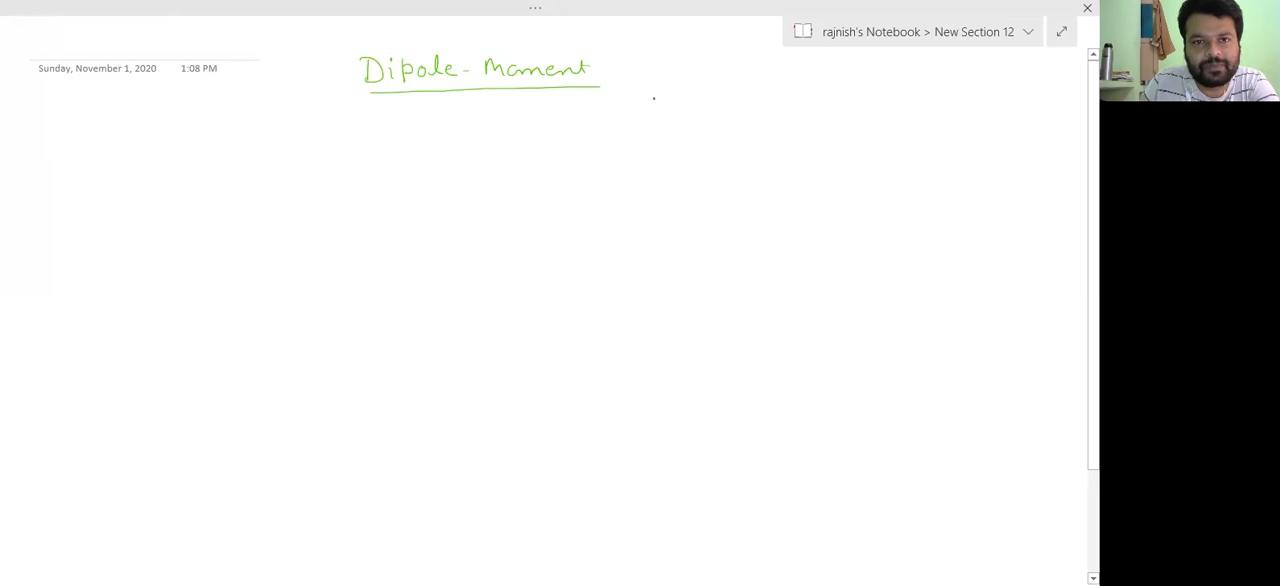 rajnish's Notebook > New Section 12
Dipole - Moment
Sunday, November 1, 2020 1:08 PM